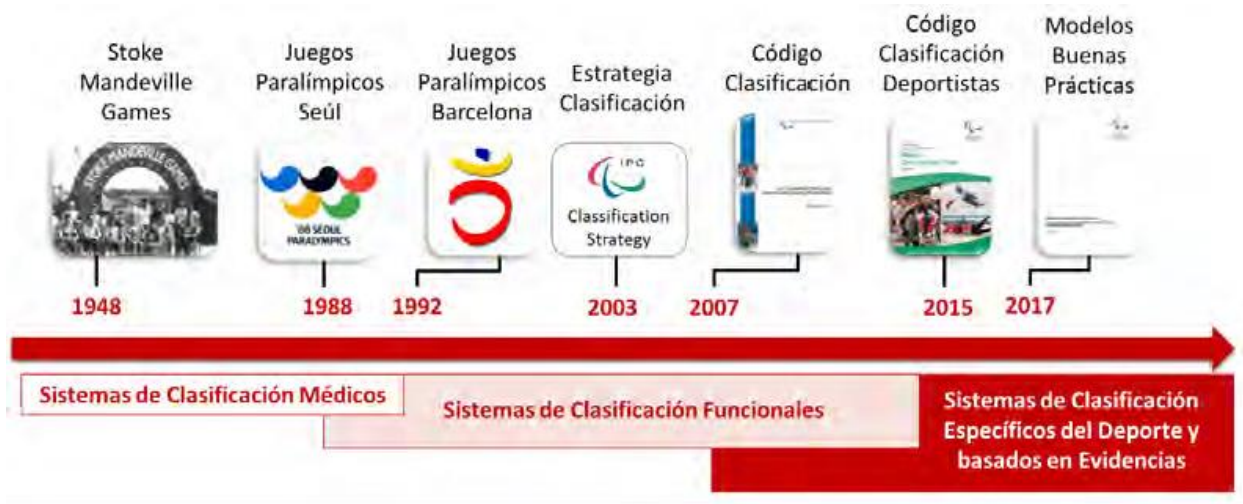 Stoke
Mandeville
Games
Juegos
Paralímpicos
Seúl
Juegos
Paralímpicos
Barcelona
Estrategia
Clasificación
Código
Clasificación
Código
Clasificación
Deportistas
Modelos
Buenas
Prácticas
STOKE MANDEVILLE GAMES
'88 SEOUL
PARALYMPICS
IPC
Classification
Strategy
1948
1988
1992
2003
2007
2015
2017
Sistemas de Clasificación Médicos
Sistemas de Clasificación Funcionales
Sistemas de Clasificación
Específicos del Deporte y
basados en Evidencias